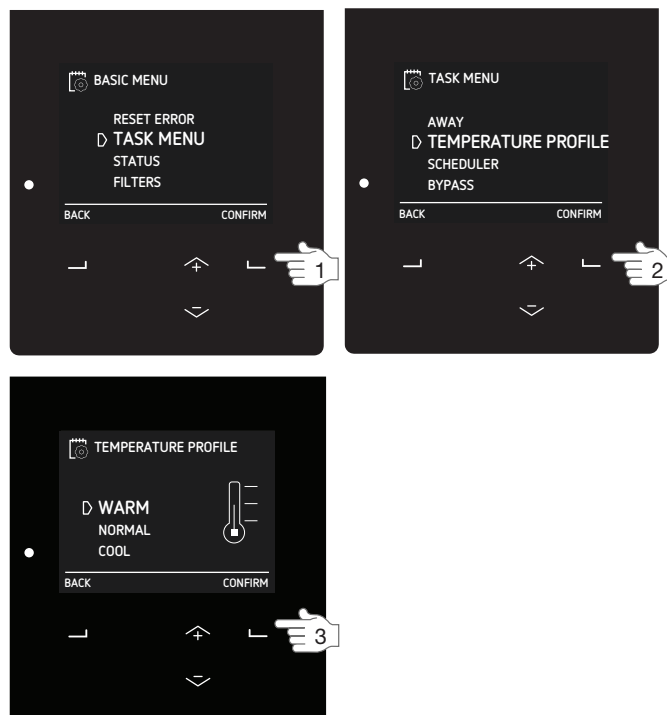 BASIC MENU
RESET ERROR
TASK MENU
STATUS
FILTERS
BACK CONFIRM
1
TASK MENU
AWAY
TEMPERATURE PROFILE
SCHEDULER
BYPASS
BACK CONFIRM
2
TEMPERATURE PROFILE
WARM
NORMAL
COOL
BACK CONFIRM
3